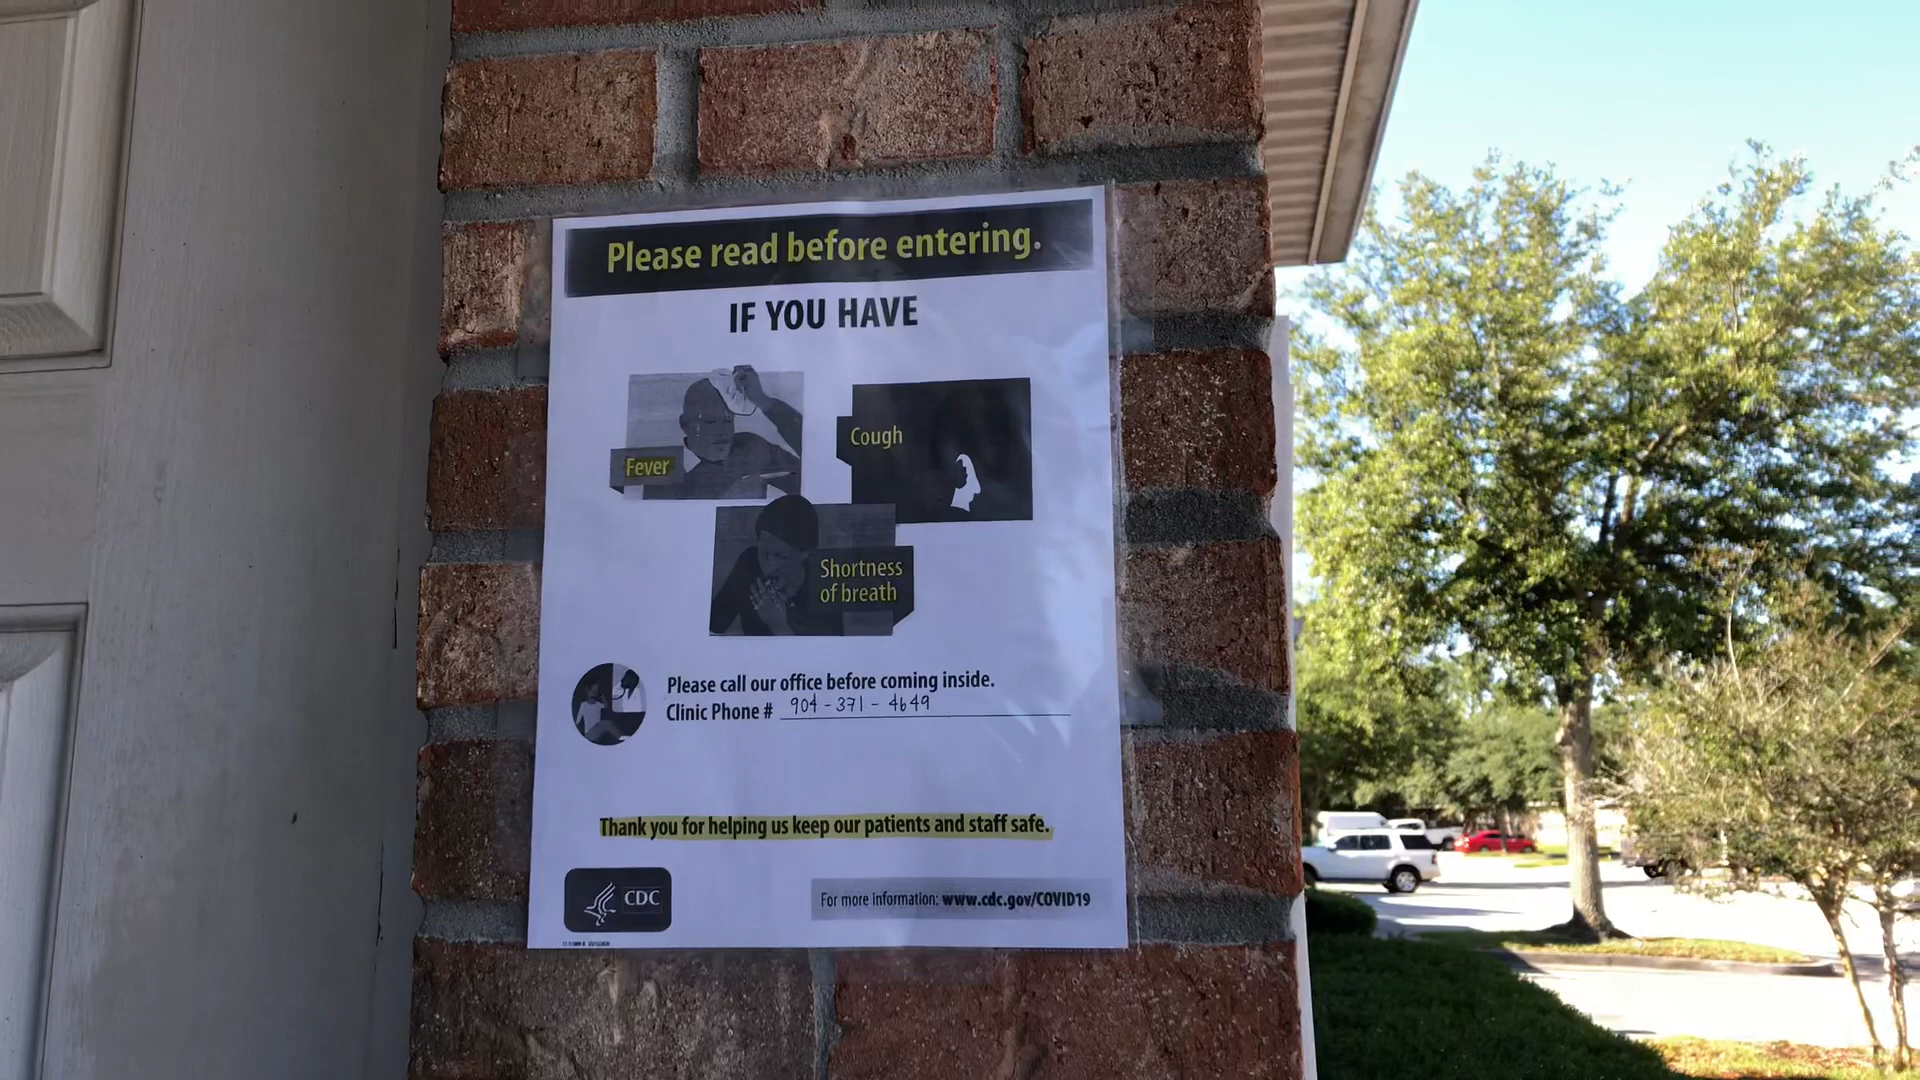 Please read before entering.
IF YOU HAVE
Fever
Cough
Shortness
of breath
Please call our office before coming inside.
Clinic Phone # 904-371-4649
Thank you for helping us keep our patients and staff safe.
CDC
For more information: www.cdc.gov/COVID19